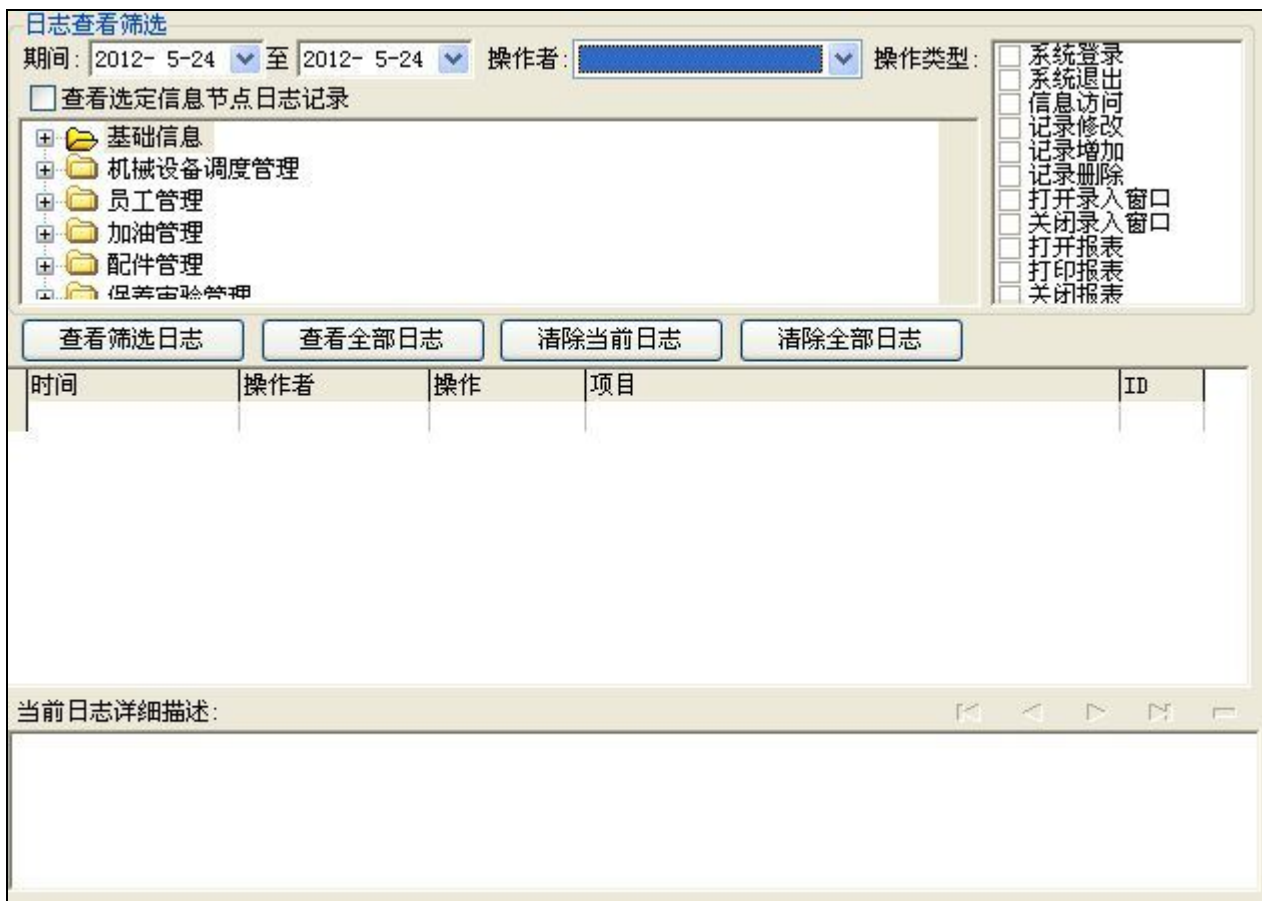 日志查看筛选
期间: 2012- 5-24 至 2012- 5-24 操作者: 操作类型:
系统登录
系统退出
信息访问
记录修改
记录增加
记录删除
打开录入窗口
关闭录入窗口
打开报表
打印报表
关闭报表
查看选定信息节点日志记录
基础信息
机械设备调度管理
员工管理
加油管理
配件管理
保养审验管理
查看筛选日志 查看全部日志 清除当前日志 清除全部日志
时间 操作者 操作 项目 ID
当前日志详细描述: